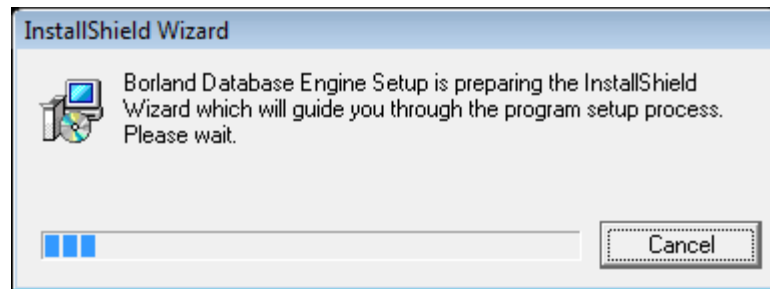 InstallShield Wizard
Borland Database Engine Setup is preparing the InstallShield
Wizard which will guide you through the program setup process.
Please wait.
Cancel